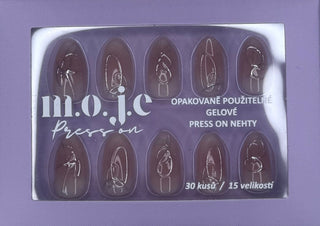 m.o.j.e
Press on
OPAKOVANĚ POUŽITELNÉ
GELOVÉ
PRESS ON NEHTY
30 kusů / 15 velikostí